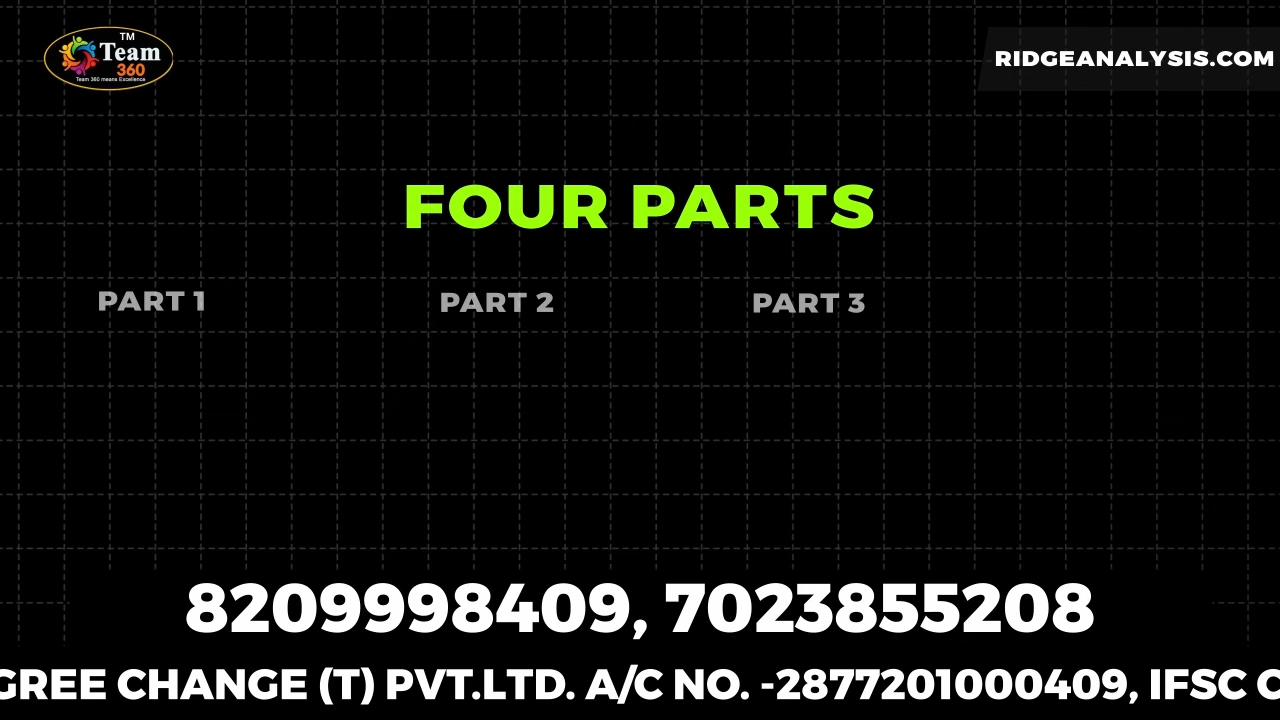 TM
Team
360
Team 360 means Excellence
RIDGEANALYSIS.COM
FOUR PARTS
PART 1 PART 2 PART 3
8209998409, 7023855208
GREE CHANGE (T) PVT.LTD. A/C NO. -2877201000409, IFSC